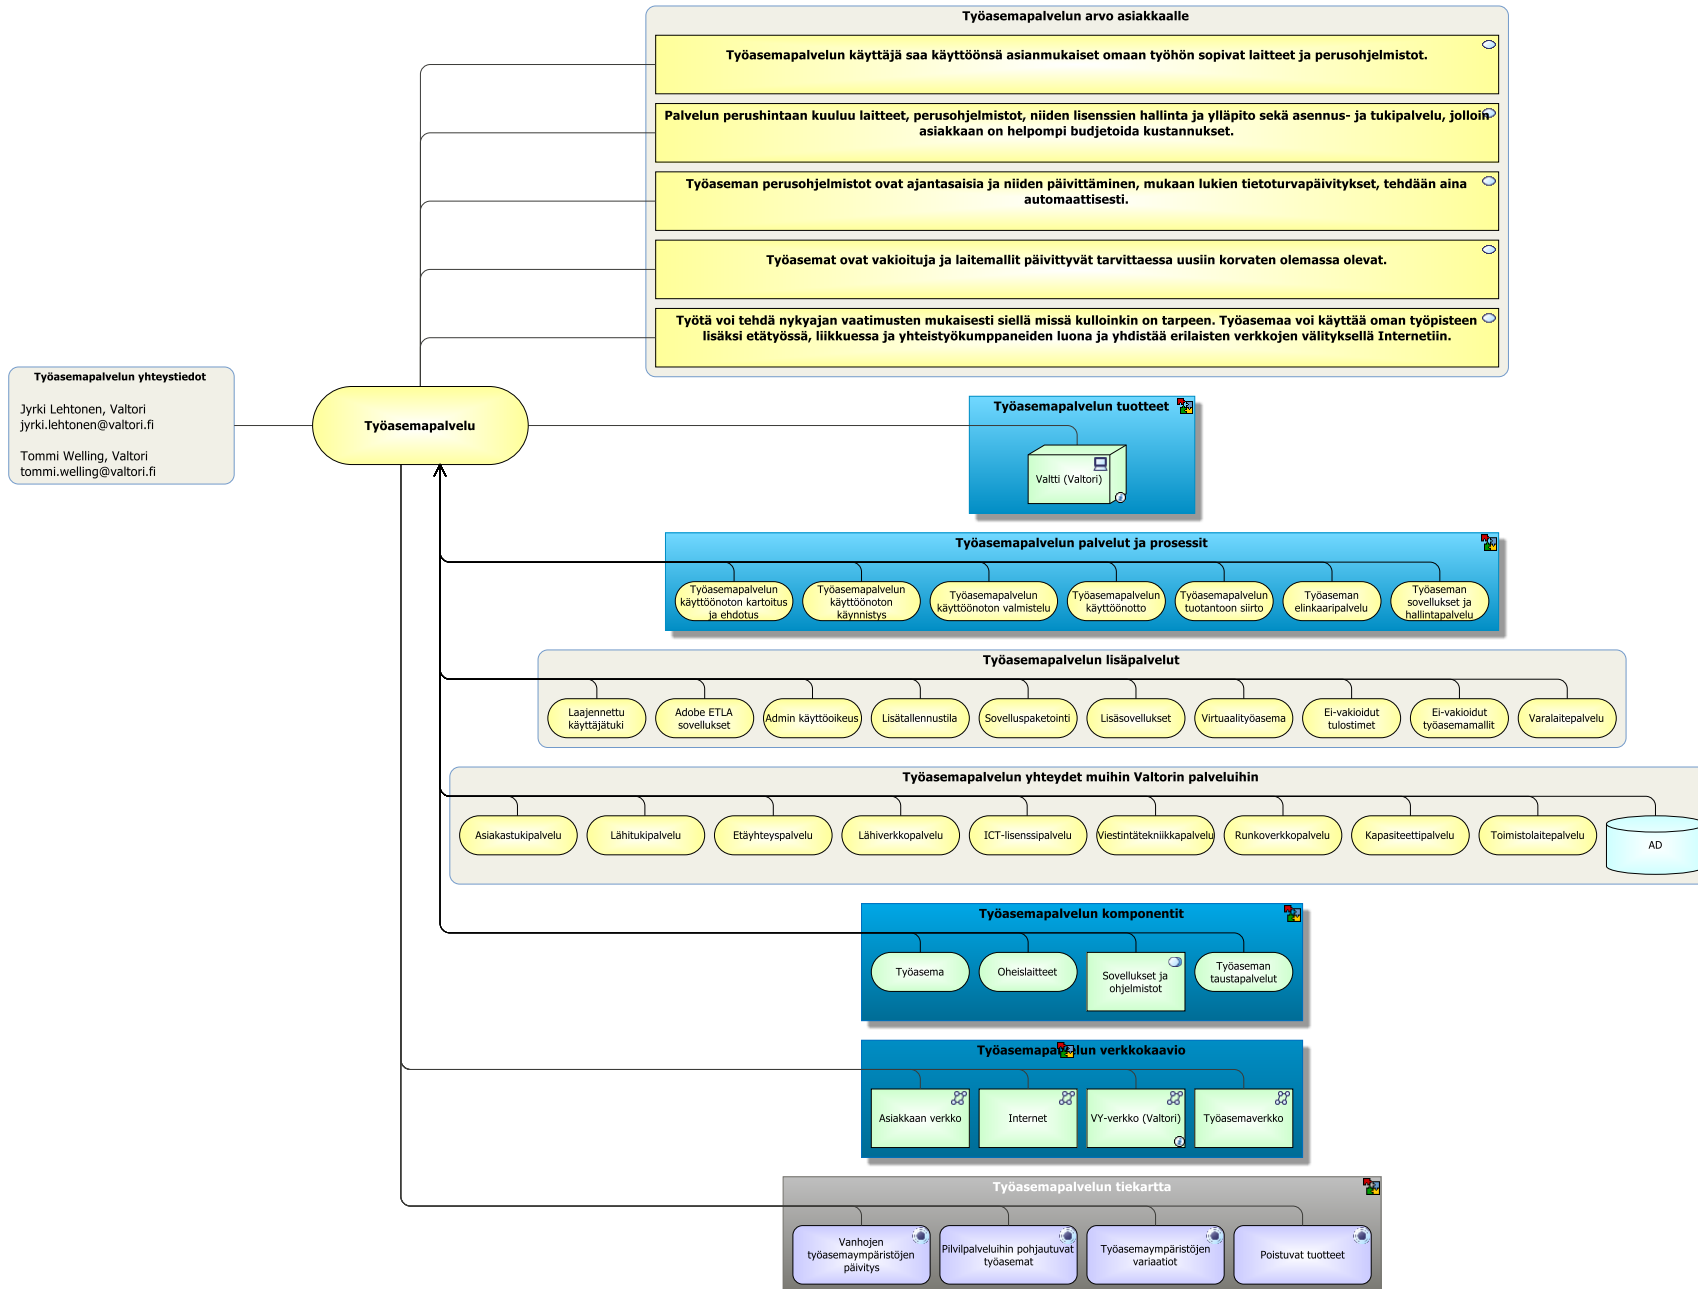 Työasemapalvelun arvo asiakkaalle
Työasemapalvelun käyttäjä saa käyttöönsä asianmukaiset omaan työhön sopivat laitteet ja perusohjelmistot.
Palvelun perushintaan kuuluu laitteet, perusohjelmistot, niiden lisenssien hallinta ja ylläpito sekä asennus- ja tukipalvelu, jolloin
asiakkaan on helpompi budjetoida kustannukset.
Työaseman perusohjelmistot ovat ajantasaisia ja niiden päivittäminen, mukaan lukien tietoturvapäivitykset, tehdään aina
automaattisesti.
Työasemat ovat vakioituja ja laitemallit päivittyvät tarvittaessa uusiin korvaten olemassa olevat.
Työtä voi tehdä nykyajan vaatimusten mukaisesti siellä missä kulloinkin on tarpeen. Työasemaa voi käyttää oman työpisteen
lisäksi etätyössä, liikkuessa ja yhteistyökumppaneiden luona ja yhdistää erilaisten verkkojen välityksellä Internetiin.
Työasemapalvelun yhteystiedot
Jyrki Lehtonen, Valtori
jyrki.lehtonen@valtori.fi
Tommi Welling, Valtori
tommi.welling@valtori.fi
Työasemapalvelu
Työasemapalvelun tuotteet
Valtti (Valtori)
Työasemapalvelun palvelut ja prosessit
Työasemapalvelun
käyttöönoton kartoitus
ja ehdotus
Työasemapalvelun
käyttöönoton
käynnistys
Työasemapalvelun
käyttöönoton valmistelu
Työasemapalvelun
käyttöönotto
Työasemapalvelun
tuotantoon siirto
Työaseman
elinkaaripalvelu
Työaseman
sovellukset ja
hallintapalvelu
Työasemapalvelun lisäpalvelut
Laajennettu
käyttäjätuki
Adobe ETLA
sovellukset
Admin käyttöoikeus
Lisätallennustila
Sovelluspaketointi
Lisäsovellukset
Virtuaalityöasema
Ei-vakioidut
tulostimet
Ei-vakioidut
työasemamallit
Varalaitepalvelu
Työasemapalvelun yhteydet muihin Valtorin palveluihin
Asiakastukipalvelu
Lähitukipalvelu
Etäyhteyspalvelu
Lähiverkkopalvelu
ICT-lisenssipalvelu
Viestintätekniikkapalvelu
Runkoverkkopalvelu
Kapasiteettipalvelu
Toimistolaitepalvelu
AD
Työasemapalvelun komponentit
Työasema
Oheislaitteet
Sovellukset ja
ohjelmistot
Työaseman
taustapalvelut
Työasemapalvelun verkkokaavio
Asiakkaan verkko
Internet
VY-verkko (Valtori)
Työasemaverkko
Työasemapalvelun tiekartta
Vanhojen
työasemaympäristöjen
päivitys
Pilvilpalveluihin pohjautuvat
työasemat
Työasemaympäristöjen
variaatiot
Poistuvat tuotteet